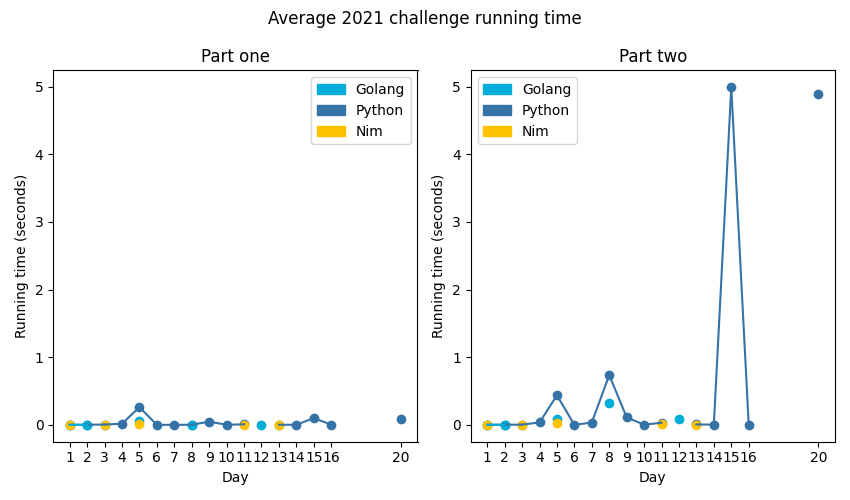 Average 2021 challenge running time
Part one
Golang
Python
Nim
Running time (seconds)
5
4
3
2
1
0
1 2 3 4 5 6 7 8 9 10 11 12 13 14 15 16 20
Day
Part two
Golang
Python
Nim
Running time (seconds)
5
4
3
2
1
0
1 2 3 4 5 6 7 8 9 10 11 12 13 14 15 16 20
Day